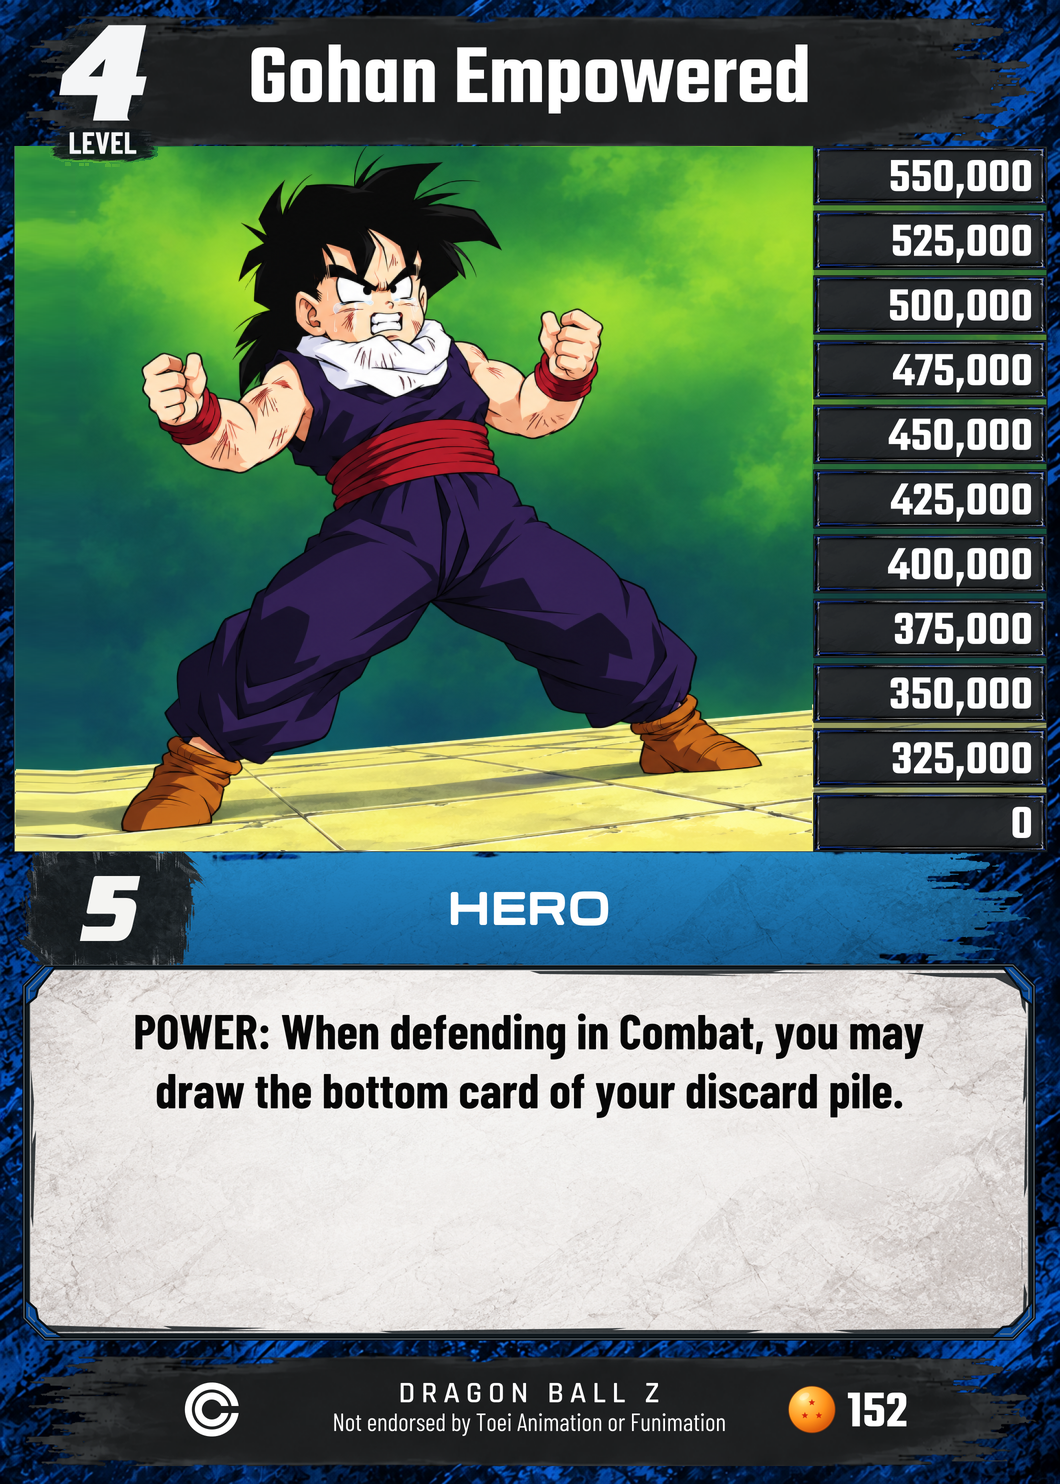 4
LEVEL
Gohan Empowered
550,000
525,000
500,000
475,000
450,000
425,000
400,000
375,000
350,000
325,000
0
5
HERO
POWER: When defending in Combat, you may
draw the bottom card of your discard pile.
DRAGON BALL Z
Not endorsed by Toei Animation or Funimation
152